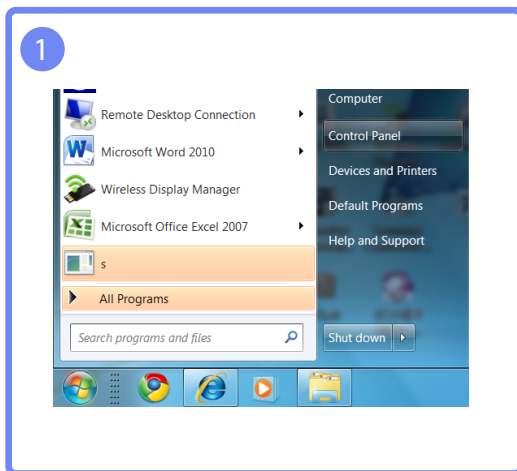 1
Remote Desktop Connection
Microsoft Word 2010
Wireless Display Manager
Microsoft Office Excel 2007
s
All Programs
Search programs and files
Computer
Control Panel
Devices and Printers
Default Programs
Help and Support
Shut down